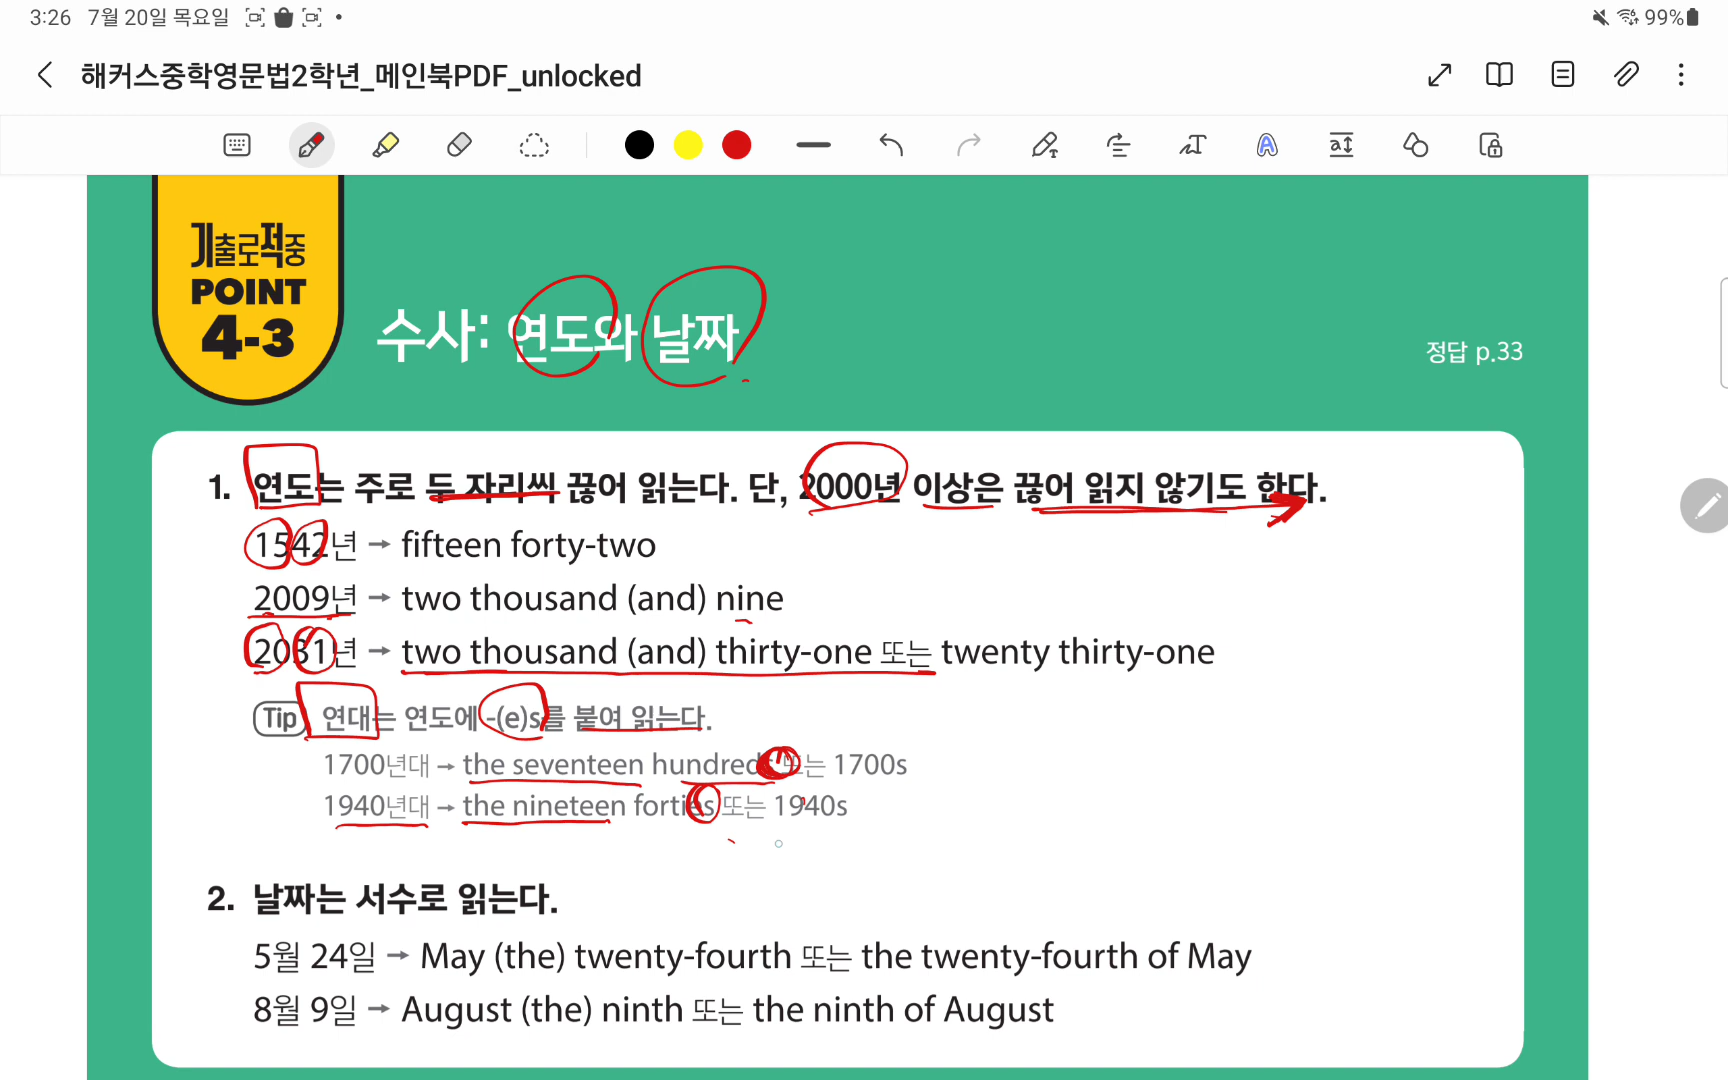 3:26 7월 20일 목요일
99%
해커스중학영문법2학년_메인북PDF_unlocked
기출로적중
POINT
4-3
수사: 연도와 날짜
정답 p.33
1. 연도는 주로 두 자리씩 끊어 읽는다. 단, 2000년 이상은 끊어 읽지 않기도 한다.
1542년 → fifteen forty-two
2009년 → two thousand (and) nine
2031년 → two thousand (and) thirty-one 또는 twenty thirty-one
Tip 연대는 연도에 -(e)s를 붙여 읽는다.
1700년대 → the seventeen hundreds 또는 1700s
1940년대 → the nineteen forties 또는 1940s
2. 날짜는 서수로 읽는다.
5월 24일 → May (the) twenty-fourth 또는 the twenty-fourth of May
8월 9일 → August (the) ninth 또는 the ninth of August